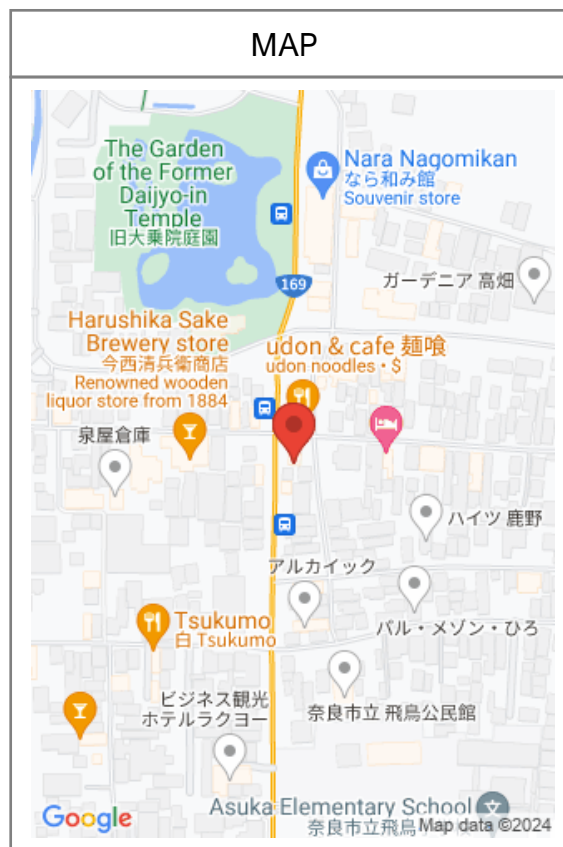 MAP
The Garden
of the Former
Daijyo-in
Temple
旧大乗院庭園
Nara Nagomikan
なら和み館
Souvenir store
169
ガーデニア 高畑
Harushika Sake
Brewery store
今西清兵衛商店
Renowned wooden
liquor store from 1884
udon & cafe 麺喰
udon noodles • $
泉屋倉庫
ハイツ 鹿野
アルカイック
Tsukumo
白 Tsukumo
パル・メゾン・ひろ
ビジネス観光
ホテルラクヨー
奈良市立 飛鳥公民館
Asuka Elementary School
奈良市立飛鳥
Google
Map data ©2024